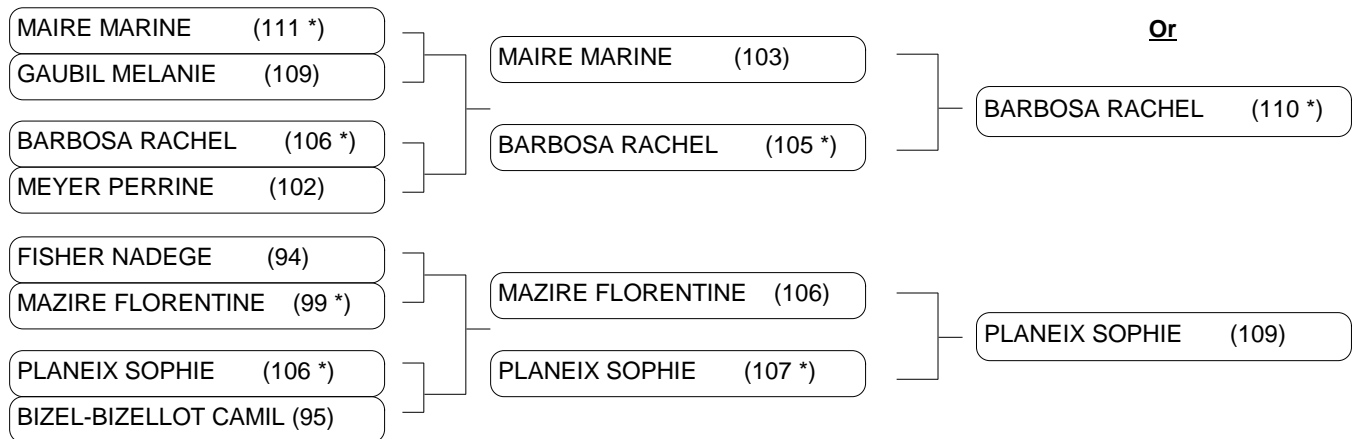 MAIRE MARINE (111 *)
GAUBIL MELANIE (109)
BARBOSA RACHEL (106 *)
MEYER PERRINE (102)
FISHER NADEGE (94)
MAZIRE FLORENTINE (99 *)
PLANEIX SOPHIE (106 *)
BIZEL-BIZELLOT CAMIL (95)
MAIRE MARINE (103)
BARBOSA RACHEL (105 *)
MAZIRE FLORENTINE (106)
PLANEIX SOPHIE (107 *)
Or
BARBOSA RACHEL (110 *)
PLANEIX SOPHIE (109)